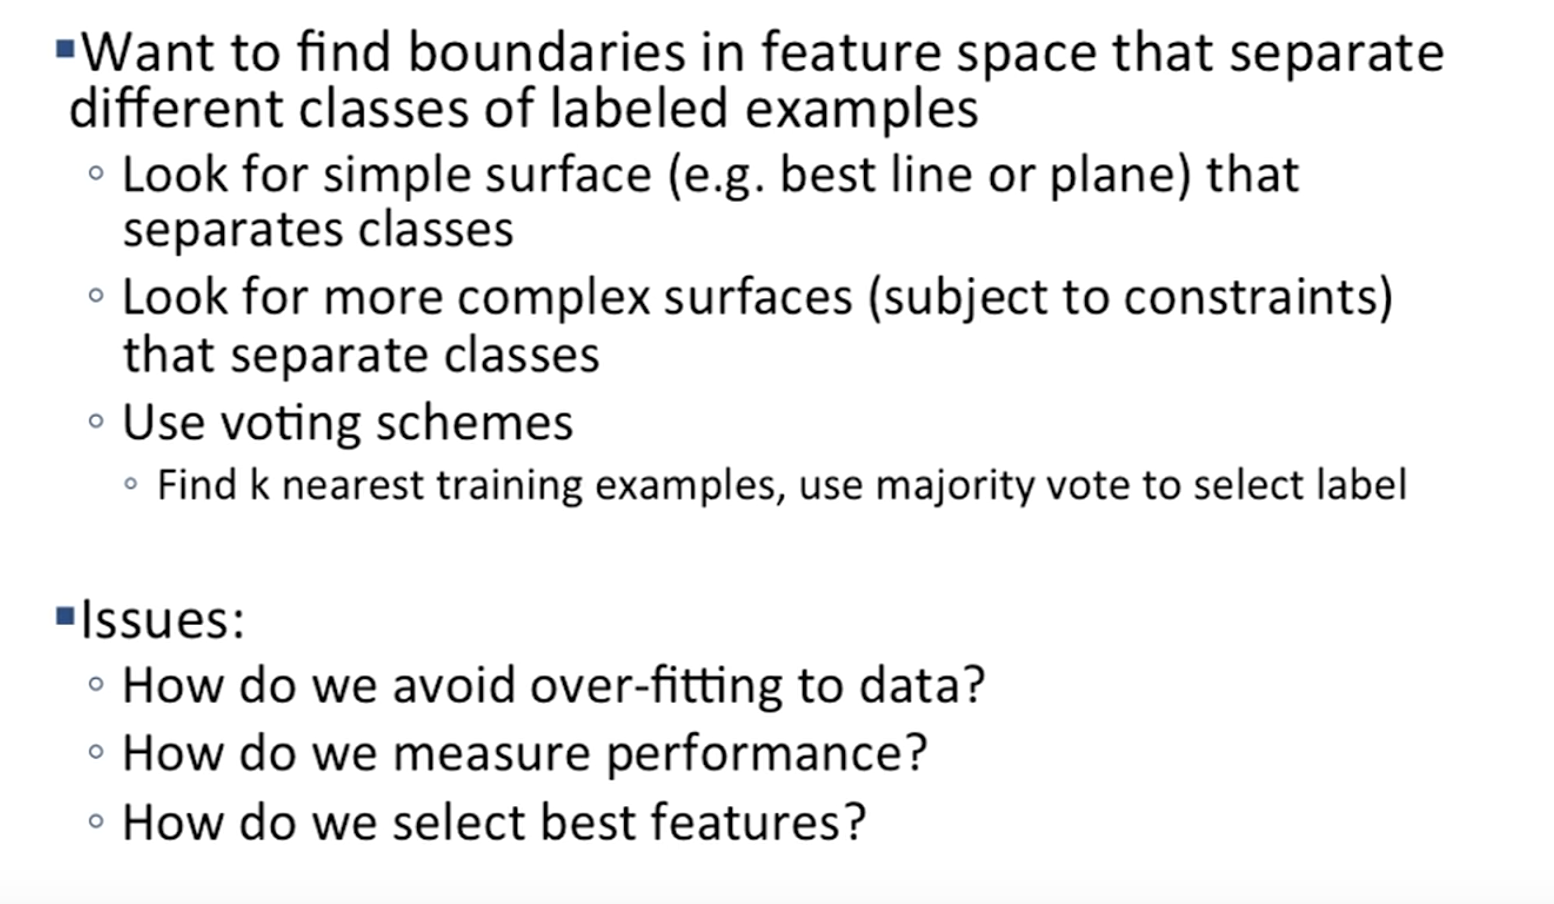 ▪Want to find boundaries in feature space that separate
different classes of labeled examples
◦ Look for simple surface (e.g. best line or plane) that
separates classes
◦ Look for more complex surfaces (subject to constraints)
that separate classes
◦ Use voting schemes
◦ Find k nearest training examples, use majority vote to select label
▪Issues:
◦ How do we avoid over-fitting to data?
◦ How do we measure performance?
◦ How do we select best features?